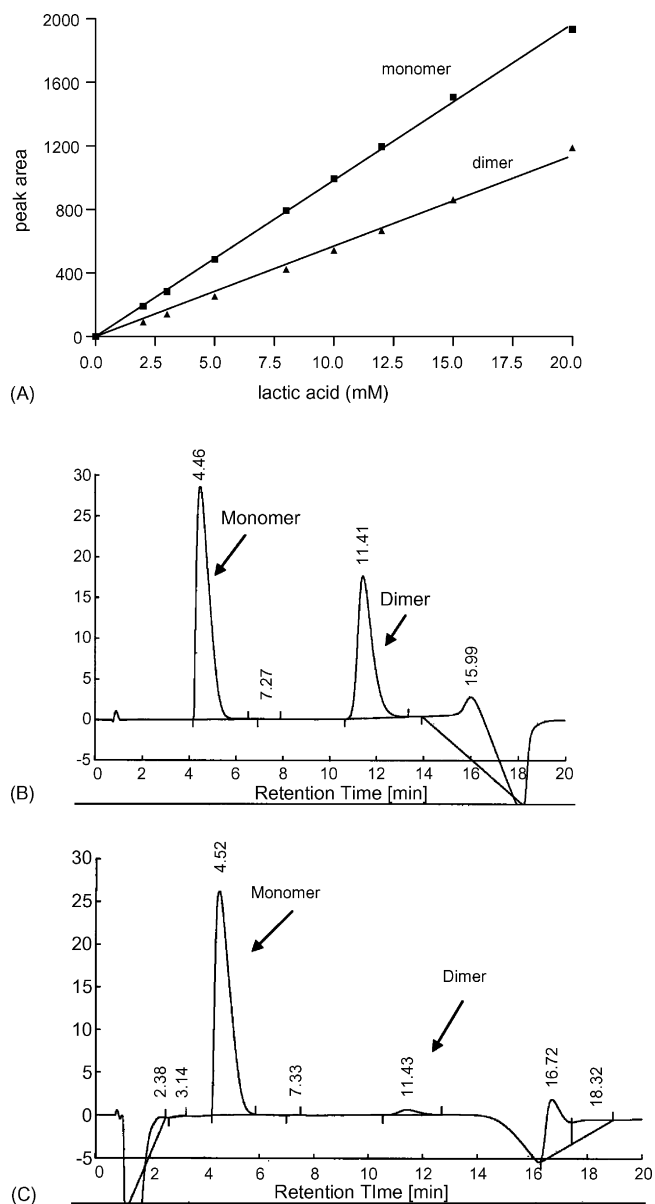 2000
1600
1200
800
400
0
peak area
monomer
dimer
0.0 2.5 5.0 7.5 10.0 12.5 15.0 17.5 20.0
lactic acid (mM)
(A)
30
25
20
15
10
5
0
-5
4.46
Monomer
7.27
11.41
Dimer
15.99
0 2 4 6 8 10 12 14 16 18 20
Retention Time [min]
(B)
30
25
20
15
10
5
0
-5
2.38
3.14
4.52
Monomer
7.33
Dimer
11.43
16.72
18.32
0 2 4 6 8 10 12 14 16 18 20
Retention TIme [min]
(C)